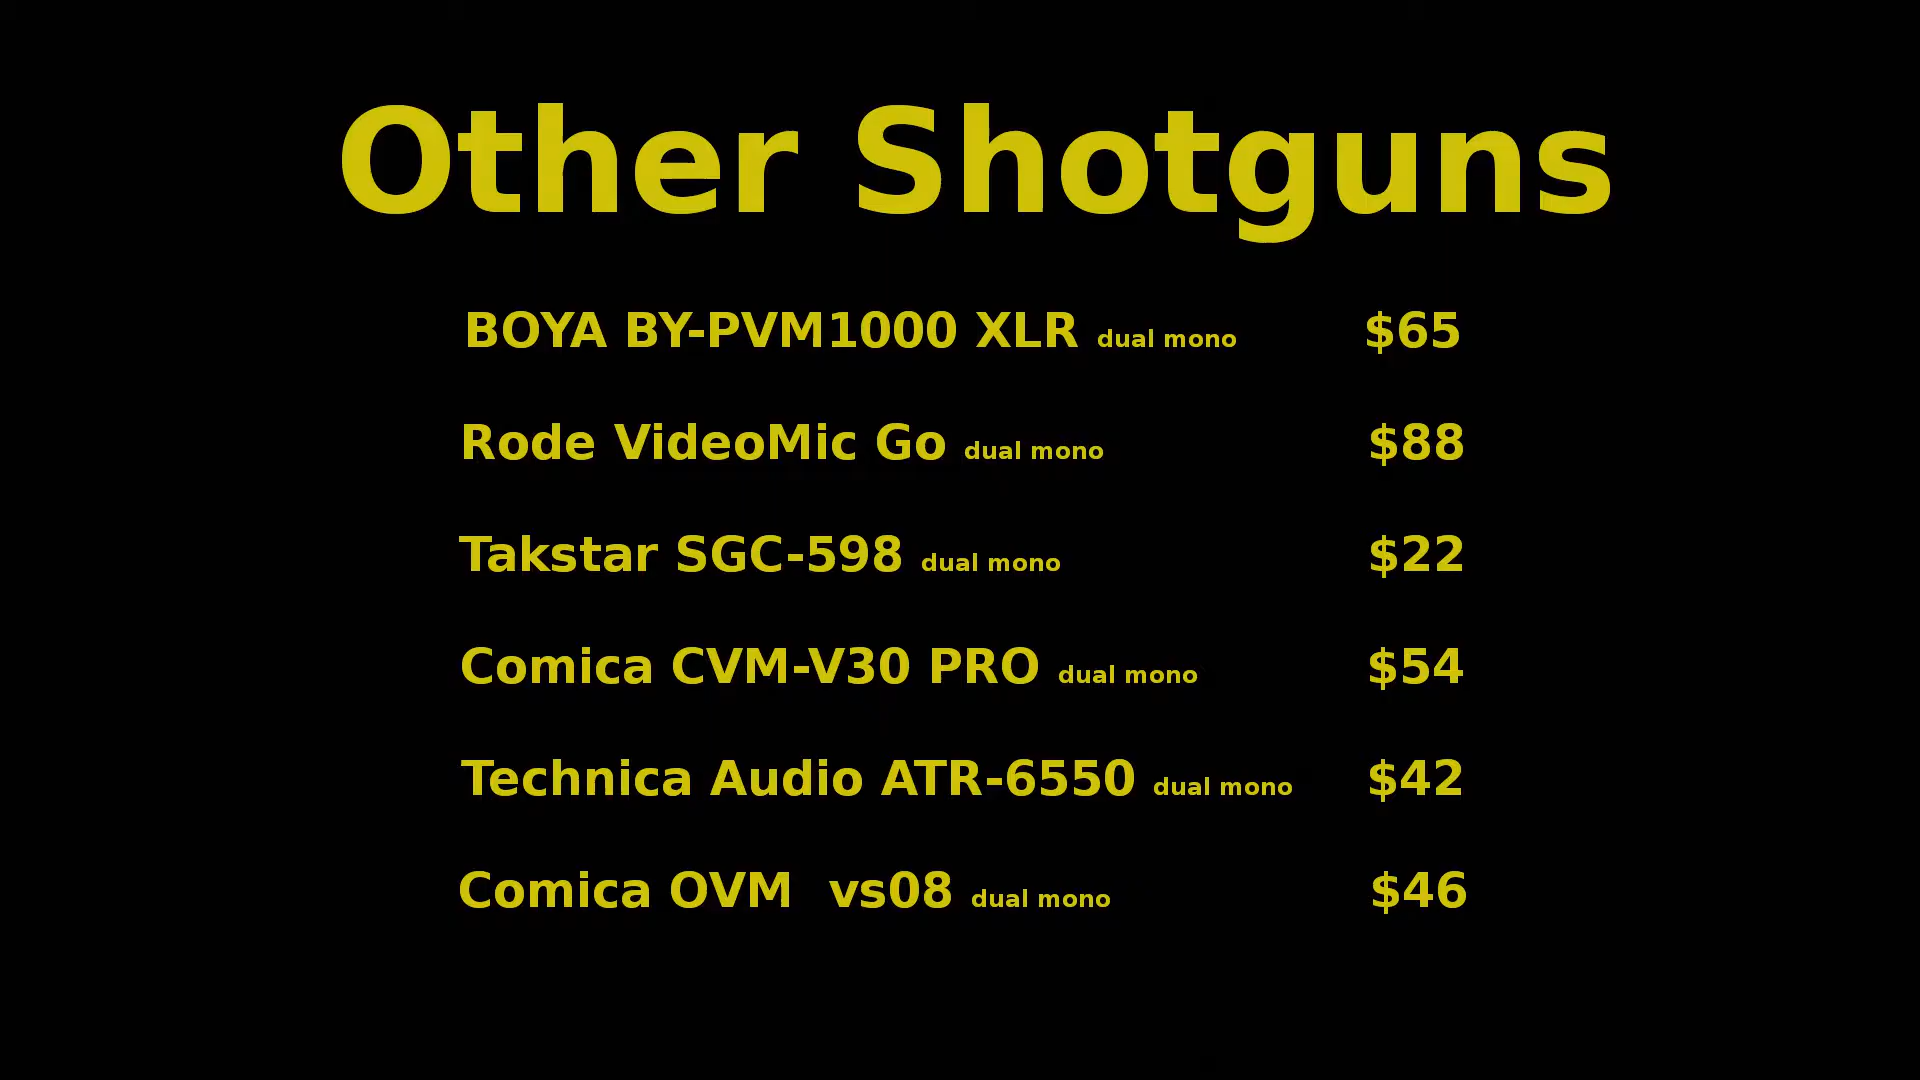 Other Shotguns
BOYA BY-PVM1000 XLR dual mono $65
Rode VideoMic Go dual mono $88
Takstar SGC-598 dual mono $22
Comica CVM-V30 PRO dual mono $54
Technica Audio ATR-6550 dual mono $42
Comica OVM vs08 dual mono $46